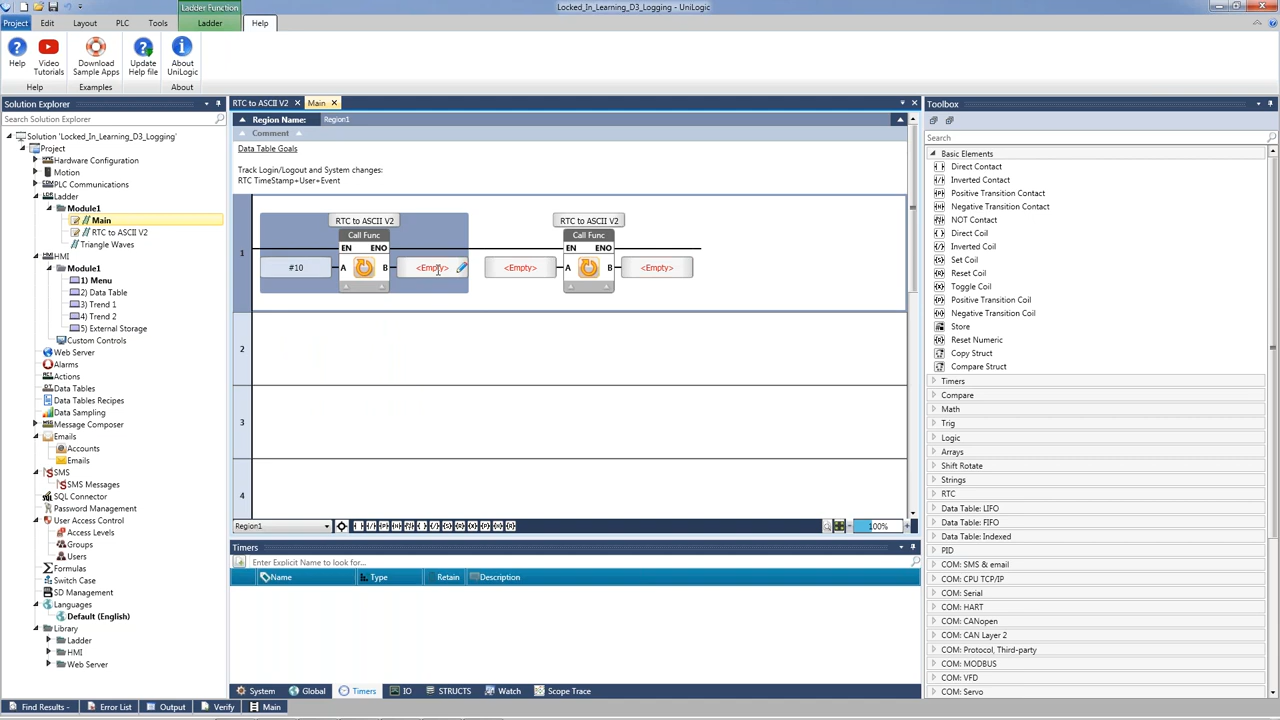 Locked_In_Learning_D3_Logging - UniLogic
Ladder Function
Project
Edit
Layout
PLC
Tools
Ladder
Help
Help
Video Tutorials
Download Sample Apps
Update Help file
About UniLogic
Help
Examples
About
Solution Explorer
Search Solution Explorer
Solution 'Locked_In_Learning_D3_Logging'
Project
Hardware Configuration
Motion
PLC Communications
Ladder
Module1
Main
RTC to ASCII V2
Triangle Waves
HMI
Module1
1) Menu
2) Data Table
3) Trend 1
4) Trend 2
5) External Storage
Custom Controls
Web Server
Alarms
Actions
Data Tables
Data Tables Recipes
Data Sampling
Message Composer
Emails
Accounts
Emails
SMS
SMS Messages
SQL Connector
Password Management
User Access Control
Access Levels
Groups
Users
Formulas
Switch Case
SD Management
Languages
Default (English)
Library
Ladder
HMI
Web Server
RTC to ASCII V2
Main
Region Name: Region1
Comment
Data Table Goals
Track Login/Logout and System changes:
RTC TimeStamp+User+Event
1
RTC to ASCII V2
Call Func
EN ENO
#10 A B <Empty>
RTC to ASCII V2
Call Func
EN ENO
<Empty> A B <Empty>
2
3
4
Region1
100%
Timers
Enter Explicit Name to look for...
Name Type Retain Description
System Global Timers IO STRUCTS Watch Scope Trace
Toolbox
Search
Basic Elements
Direct Contact
Inverted Contact
Positive Transition Contact
Negative Transition Contact
NOT Contact
Direct Coil
Inverted Coil
Set Coil
Reset Coil
Toggle Coil
Positive Transition Coil
Negative Transition Coil
Store
Reset Numeric
Copy Struct
Compare Struct
Timers
Compare
Math
Trig
Logic
Arrays
Shift Rotate
Strings
RTC
Data Table: LIFO
Data Table: FIFO
Data Table: Indexed
PID
COM: SMS & email
COM: CPU TCP/IP
COM: Serial
COM: HART
COM: CANopen
COM: CAN Layer 2
COM: Protocol, Third-party
COM: MODBUS
COM: VFD
COM: Servo
Find Results -
Error List
Output
Verify
Main